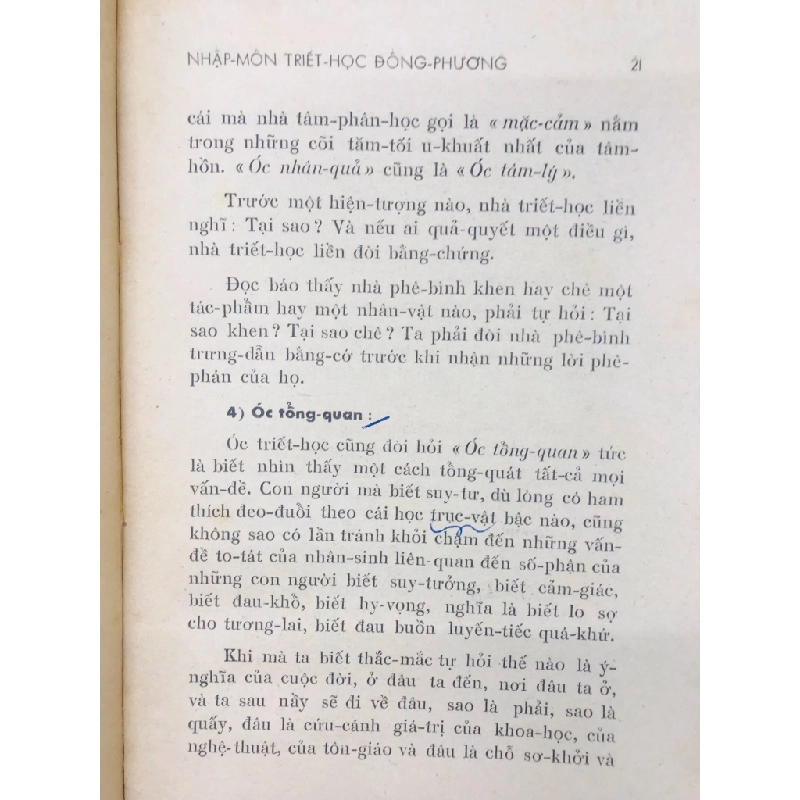 NHẬP-MÔN TRIẾT-HỌC ĐÔNG-PHƯƠNG 21
cái mà nhà tâm-phân-học gọi là « mặc-cảm » nằm
trong những cõi tăm-tối u-khuất nhất của tâm-
hồn. « Óc nhân-quả » cũng là « Óc tâm-lý ».
Trước một hiện-tượng nào, nhà triết-học liền
nghĩ : Tại sao ? Và nếu ai quả-quyết một điều gì,
nhà triết-học liền đòi bằng-chứng.
Đọc báo thấy nhà phê-bình khen hay chê một
tác-phẩm hay một nhân-vật nào, phải tự hỏi : Tại
sao khen ? Tại sao chê ? Ta phải đòi nhà phê-bình
trưng-dẫn bằng-cớ trước khi nhận những lời phê-
phán của họ.
4) Óc tổng-quan :
Óc triết-học cũng đòi hỏi « Óc tổng-quan » tức
là biết nhìn thấy một cách tổng-quát tất-cả mọi
vấn-đề. Con người mà biết suy-tư, dù lòng có ham
thích đeo-đuổi theo cái học trục-vật bậc nào, cũng
không sao có lần tránh khỏi chạm đến những vấn-
đề to-tát của nhân-sinh liên-quan đến số-phận của
những con người biết suy-tưởng, biết cảm-giác,
biết đau-khổ, biết hy-vọng, nghĩa là biết lo sợ
cho tương-lai, biết đau buồn luyến-tiếc quá-khứ.
Khi mà ta biết thắc-mắc tự hỏi thế nào là ý-
nghĩa của cuộc đời, ở đâu ta đến, nơi đâu ta ở,
và ta sau nầy sẽ đi về đâu, sao là phải, sao là
quấy, đâu là cứu-cánh giá-trị của khoa-học, của
nghệ-thuật, của tôn-giáo và đâu là chỗ sơ-khởi và